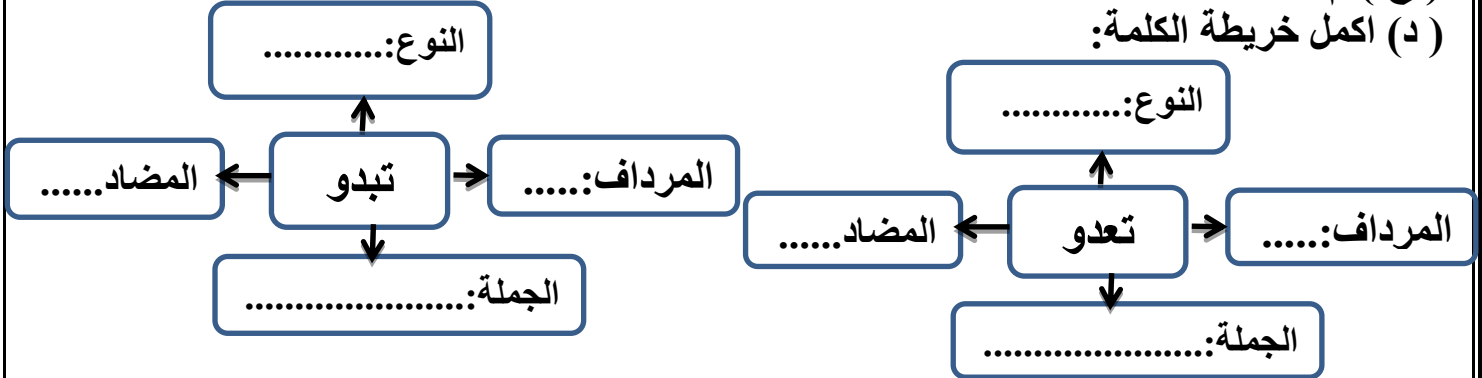 ( د) اكمل خريطة الكلمة:
النوع:............
المرداف:.....
تعدو
المضاد......
الجملة:......................
النوع:............
المرداف:.....
تبدو
المضاد......
الجملة:......................